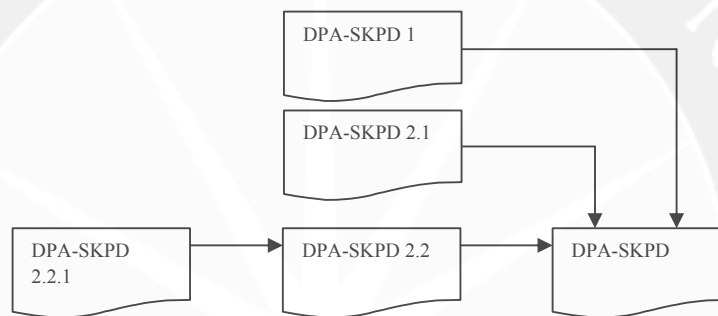 DPA-SKPD 1
DPA-SKPD 2.1
DPA-SKPD
2.2.1
DPA-SKPD 2.2
DPA-SKPD